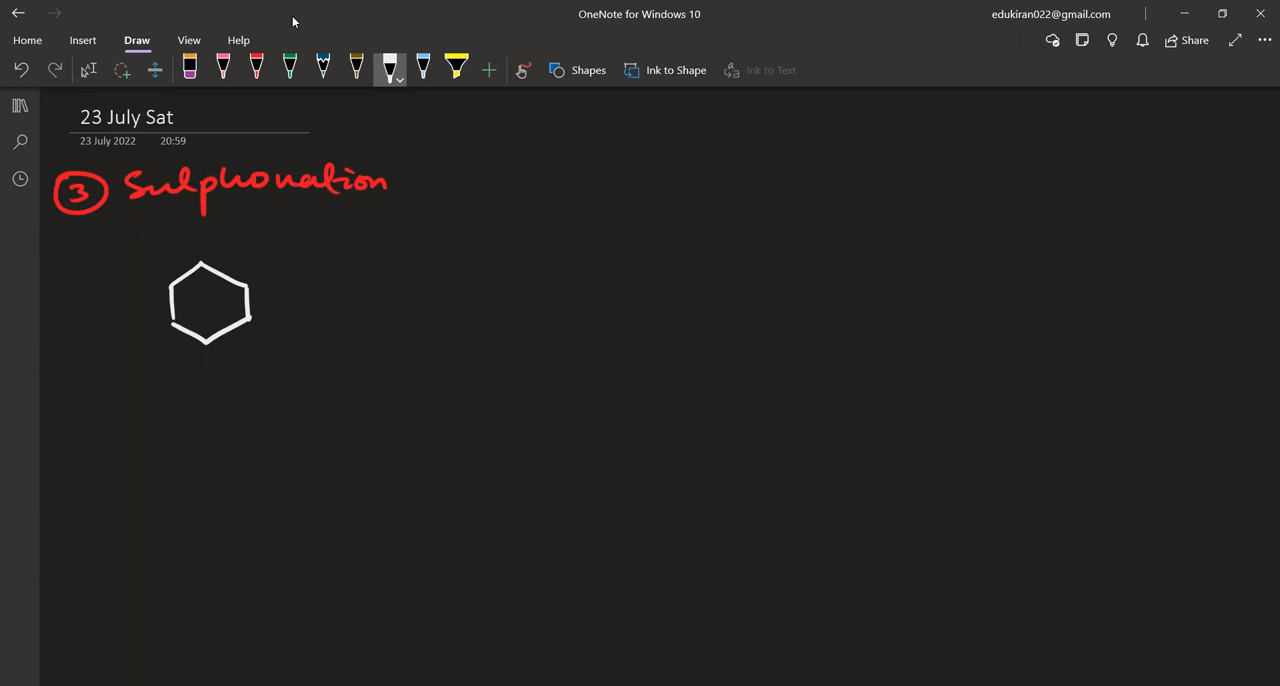 OneNote for Windows 10
edukiran022@gmail.com
Home Insert Draw View Help
Share
Shapes Ink to Shape Ink to Text
23 July Sat
23 July 2022 20:59
3 Sulphonation